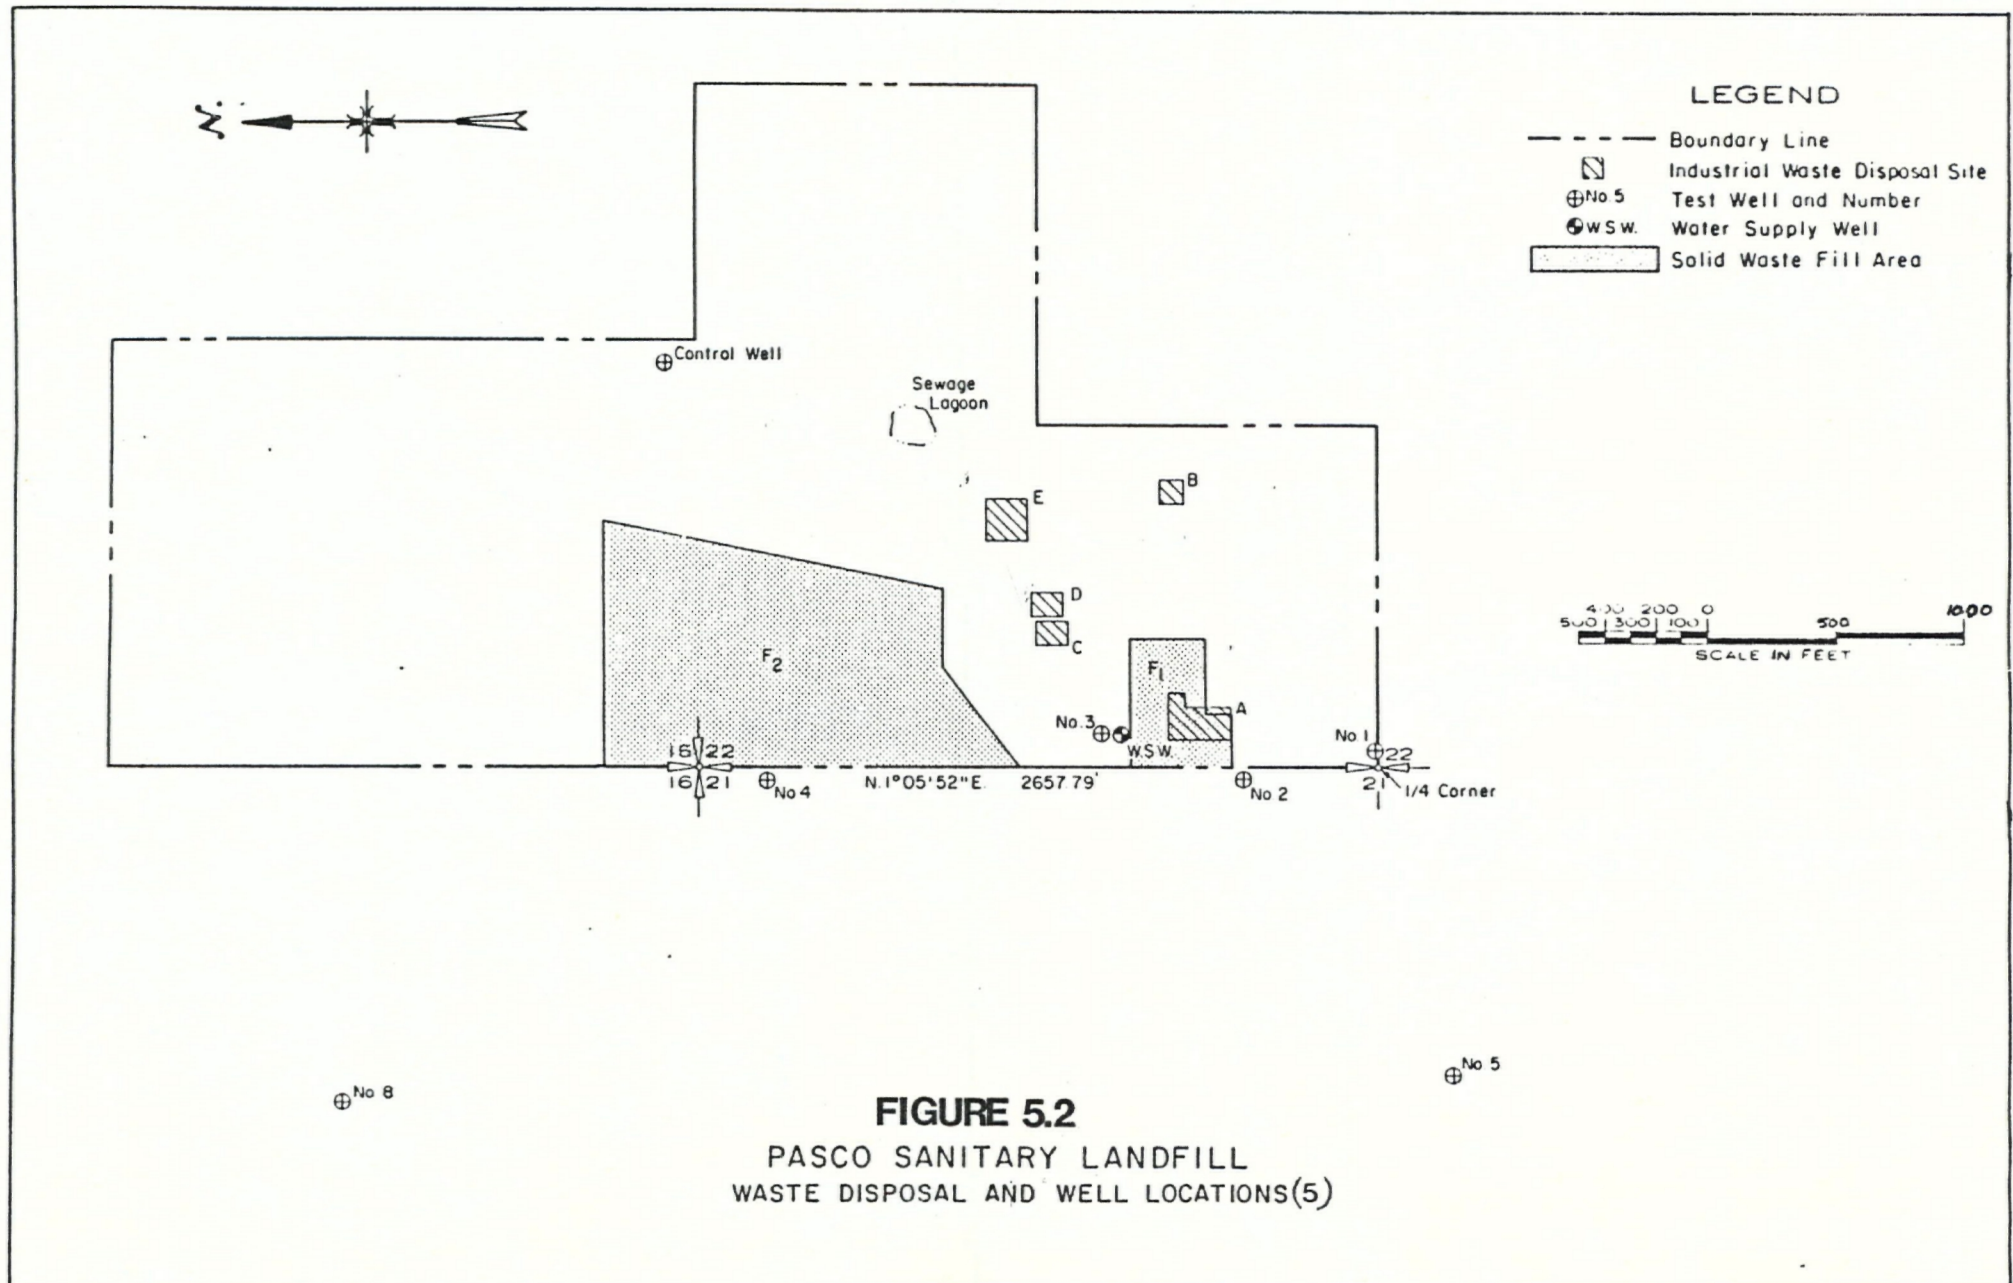 N.
LEGEND
Boundary Line
Industrial Waste Disposal Site
No. 5 Test Well and Number
W S W. Water Supply Well
Solid Waste Fill Area
Control Well
Sewage
Lagoon
B
E
D
C
F2
F1
A
No. 3
W.S.W.
No 1
16 22
16 21
22
21
1/4 Corner
No 4
N. 1°05'52"E. 2657.79'
No 2
400 200 0 1000
500 300 100 500
SCALE IN FEET
No 5
No 8
FIGURE 5.2
PASCO SANITARY LANDFILL
WASTE DISPOSAL AND WELL LOCATIONS(5)